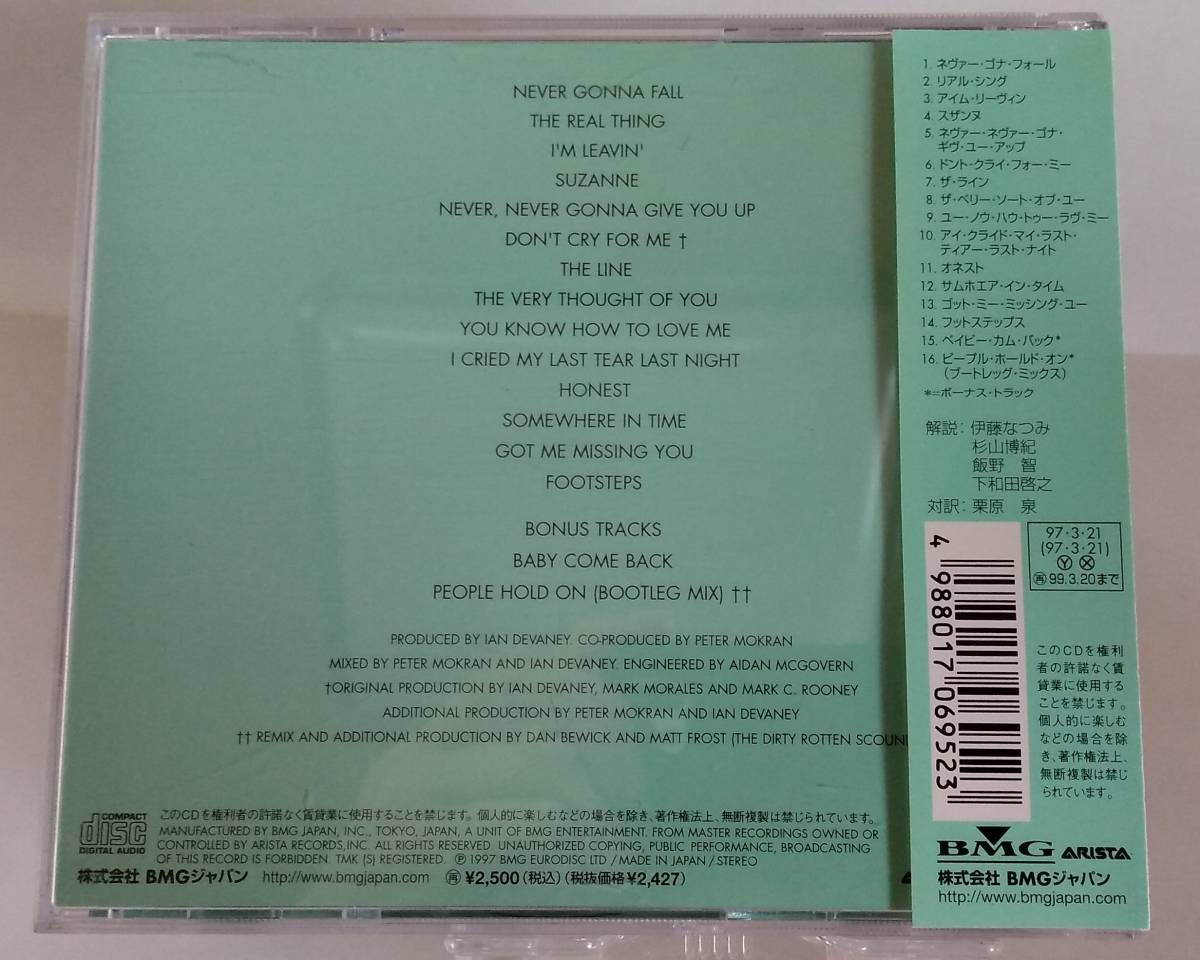 NEVER GONNA FALL
THE REAL THING
I'M LEAVIN'
SUZANNE
NEVER, NEVER GONNA GIVE YOU UP
DON'T CRY FOR ME †
THE LINE
THE VERY THOUGHT OF YOU
YOU KNOW HOW TO LOVE ME
I CRIED MY LAST TEAR LAST NIGHT
HONEST
SOMEWHERE IN TIME
GOT ME MISSING YOU
FOOTSTEPS
BONUS TRACKS
BABY COME BACK
PEOPLE HOLD ON (BOOTLEG MIX) ††
PRODUCED BY IAN DEVANEY. CO-PRODUCED BY PETER MOKRAN
MIXED BY PETER MOKRAN AND IAN DEVANEY. ENGINEERED BY AIDAN MCGOVERN
†ORIGINAL PRODUCTION BY IAN DEVANEY, MARK MORALES AND MARK C. ROONEY
ADDITIONAL PRODUCTION BY PETER MOKRAN AND IAN DEVANEY
†† REMIX AND ADDITIONAL PRODUCTION BY DAN BEWICK AND MATT FROST (THE DIRTY ROTTEN
COMPACT
disc
DIGITAL AUDIO
このCDを権利者の許諾なく賃貸業に使用することを禁じます。個人的に楽しむなどの場合を除き、著作権法上、無断複製は禁じられています。
MANUFACTURED BY BMG JAPAN, INC., TOKYO, JAPAN, A UNIT OF BMG ENTERTAINMENT. FROM MASTER RECORDINGS OWNED OR
CONTROLLED BY ARISTA RECORDS,INC. ALL RIGHTS RESERVED. UNAUTHORIZED COPYING, PUBLIC PERFORMANCE, BROADCASTING
OF THIS RECORD IS FORBIDDEN. TMK (S) REGISTERED. Ⓟ 1997 BMG EURODISC LTD / MADE IN JAPAN / STEREO
株式会社 BMGジャパン http://www.bmgjapan.com ㊢ ¥2,500(税込)(税抜価格¥2,427)
1. ネヴァー・ゴナ・フォール
2. リアル・シング
3. アイム・リーヴィン
4. スザンヌ
5. ネヴァー・ネヴァー・ゴナ・
ギヴ・ユー・アップ
6. ドント・クライ・フォー・ミー
7. ザ・ライン
8. ザ・ベリー・ソート・オブ・ユー
9. ユー・ノウ・ハウ・トゥー・ラヴ・ミー
10. アイ・クライド・マイ・ラスト・
ティアー・ラスト・ナイト
11. オネスト
12. サムホエア・イン・タイム
13. ゴット・ミー・ミッシング・ユー
14. フットステップス
15. ベイビー・カム・バック*
16. ピープル・ホールド・オン*
(ブートレッグ・ミックス)
*=ボーナス・トラック
解説: 伊藤なつみ
杉山博紀
飯野 智
下和田啓之
対訳: 栗原 泉
4 988017 069523
97・3・21
(97・3・21)
Ⓨ Ⓧ
㊢ 99.3.20まで
このCDを権利
者の許諾なく賃
貸業に使用する
ことを禁じます。
個人的に楽しむ
などの場合を除
き、著作権法上、
無断複製は禁じ
られています。
BMG ARISTA
株式会社 BMGジャパン
http://www.bmgjapan.com